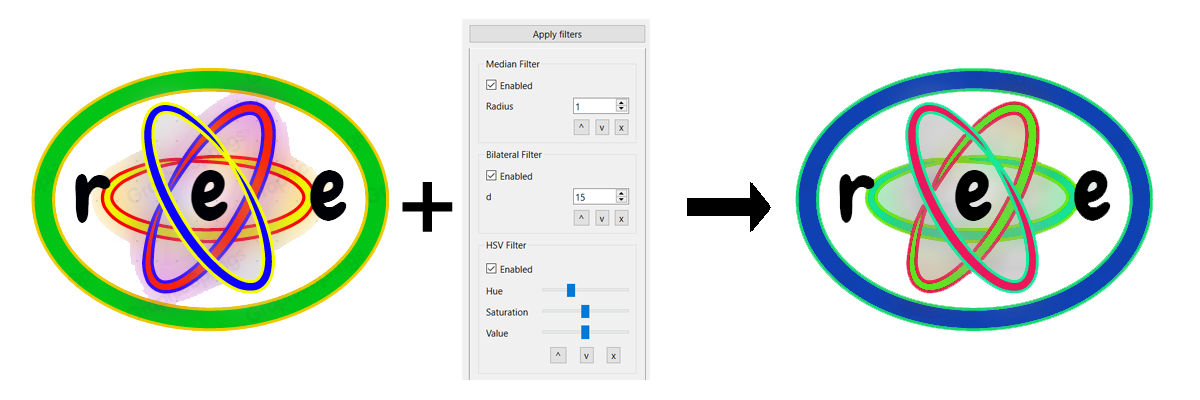 r e e
Apply filters
Median Filter
Enabled
Radius 1
^ v x
Bilateral Filter
Enabled
d 15
^ v x
HSV Filter
Enabled
Hue
Saturation
Value
^ v x
r e e